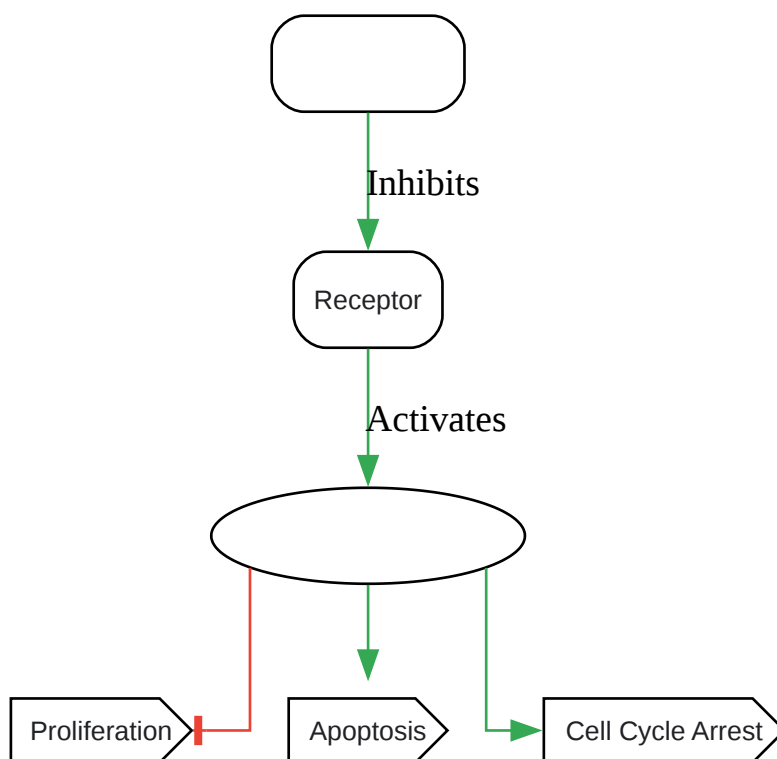 Inhibits
Receptor
Activates
Proliferation
Apoptosis
Cell Cycle Arrest